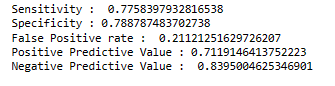 Sensitivity :  0.7758397932816538
Specificity : 0.788787483702738
False Positive rate :  0.21121251629726207
Positive Predictive Value : 0.7119146413752223
Negative Predictive Value :  0.8395004625346901